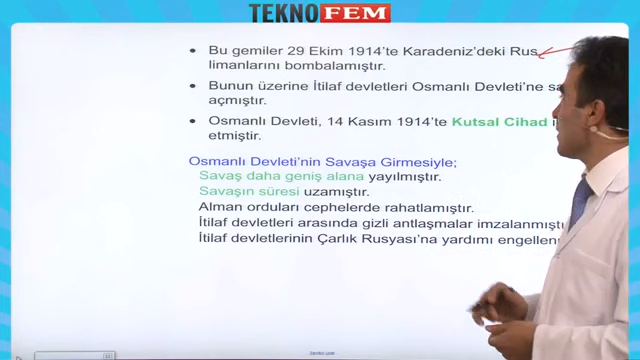 TEKNOFEM
• Bu gemiler 29 Ekim 1914'te Karadeniz'deki Rus
limanlarını bombalamıştır.
• Bunun üzerine İtilaf devletleri Osmanlı Devleti'ne
açmıştır.
• Osmanlı Devleti, 14 Kasım 1914'te Kutsal Cihad
etmiştir.
Osmanlı Devleti'nin Savaşa Girmesiyle;
Savaş daha geniş alana yayılmıştır.
Savaşın süresi uzamıştır.
Alman orduları cephelerde rahatlamıştır.
İtilaf devletleri arasında gizli antlaşmalar imzalanmıştı
İtilaf devletlerinin Çarlık Rusyası'na yardımı